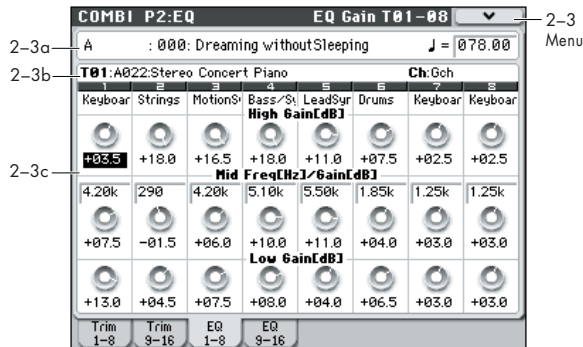 COMBI P2:EQ EQ Gain T01-08
2–3
Menu
2–3a
A :000: Dreaming withoutSleeping ♩= 078.00
2–3b
T01:A022:Stereo Concert Piano Ch:Gch
1 2 3 4 5 6 7 8
Keyboar Strings MotionS Bass/Sy LeadSyr Drums Keyboar Keyboar
High Gain[dB]
+03.5 +18.0 +16.5 +18.0 +11.0 +07.5 +02.5 +02.5
2–3c
Mid Freq[Hz]/Gain[dB]
4.20k 290 4.20k 5.10k 5.50k 1.85k 1.25k 1.25k
+07.5 -01.5 +06.0 +10.0 +11.0 +04.0 +03.0 +03.0
Low Gain[dB]
+13.0 +04.5 +07.5 +08.0 +04.0 +06.5 +03.0 +03.0
Trim 1-8
Trim 9-16
EQ 1-8
EQ 9-16